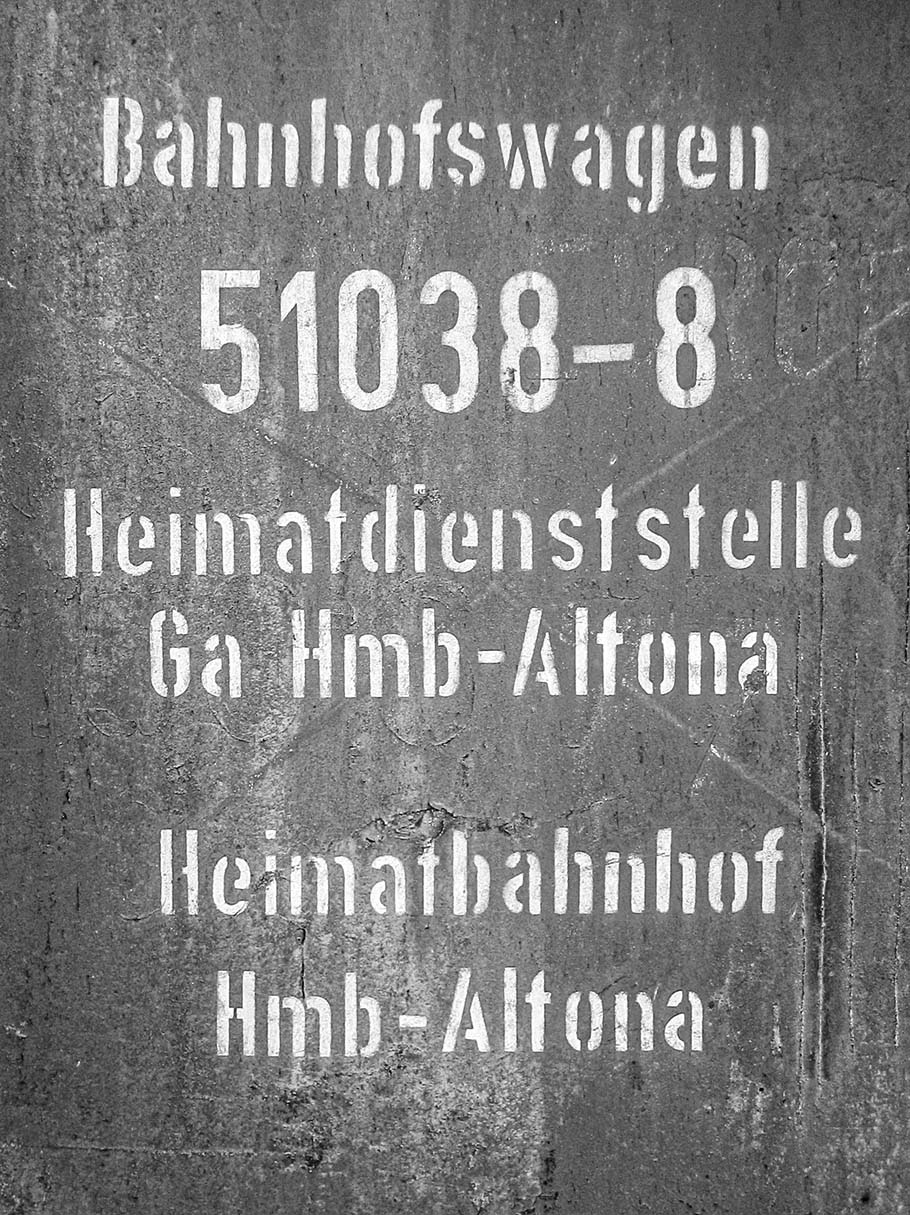 Bahnhofswagen
51038-8
Heimatdienststelle
Ga Hmb-Altona
Heimatbahnhof
Hmb-Altona